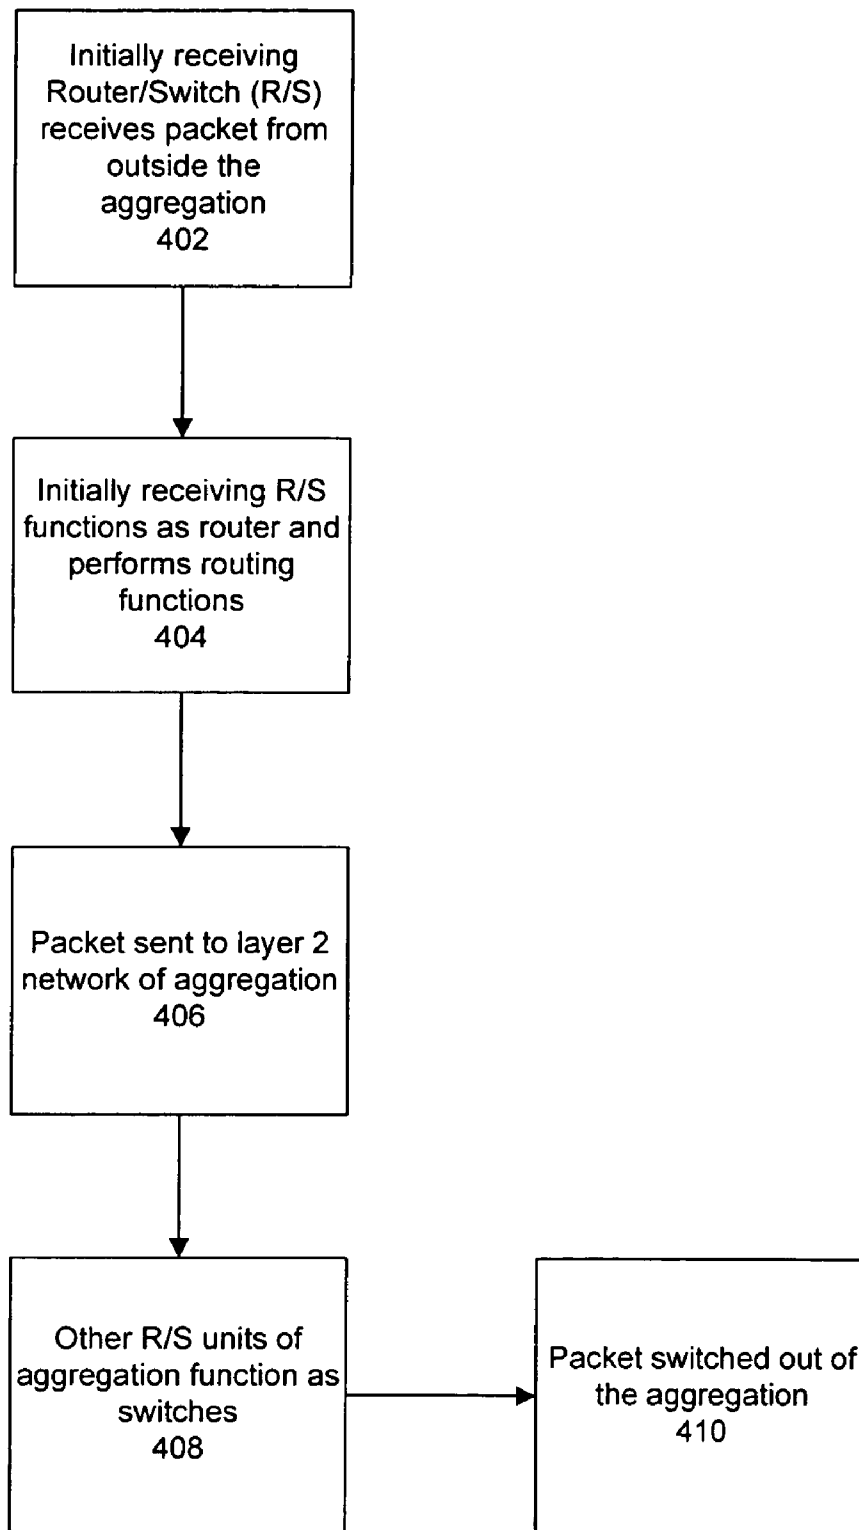 Initially receiving
Router/Switch (R/S)
receives packet from
outside the
aggregation
402
Initially receiving R/S
functions as router and
performs routing
functions
404
Packet sent to layer 2
network of aggregation
406
Other R/S units of
aggregation function as
switches
408
Packet switched out of
the aggregation
410